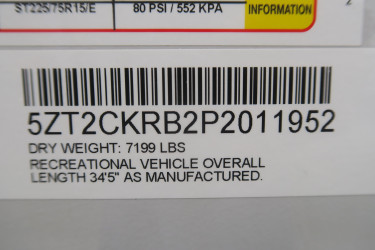 ST225/75R15/E 80 PSI / 552 KPA INFORMATION
2
5ZT2CKRB2P2011952
DRY WEIGHT: 7199 LBS
RECREATIONAL VEHICLE OVERALL
LENGTH 34'5" AS MANUFACTURED.